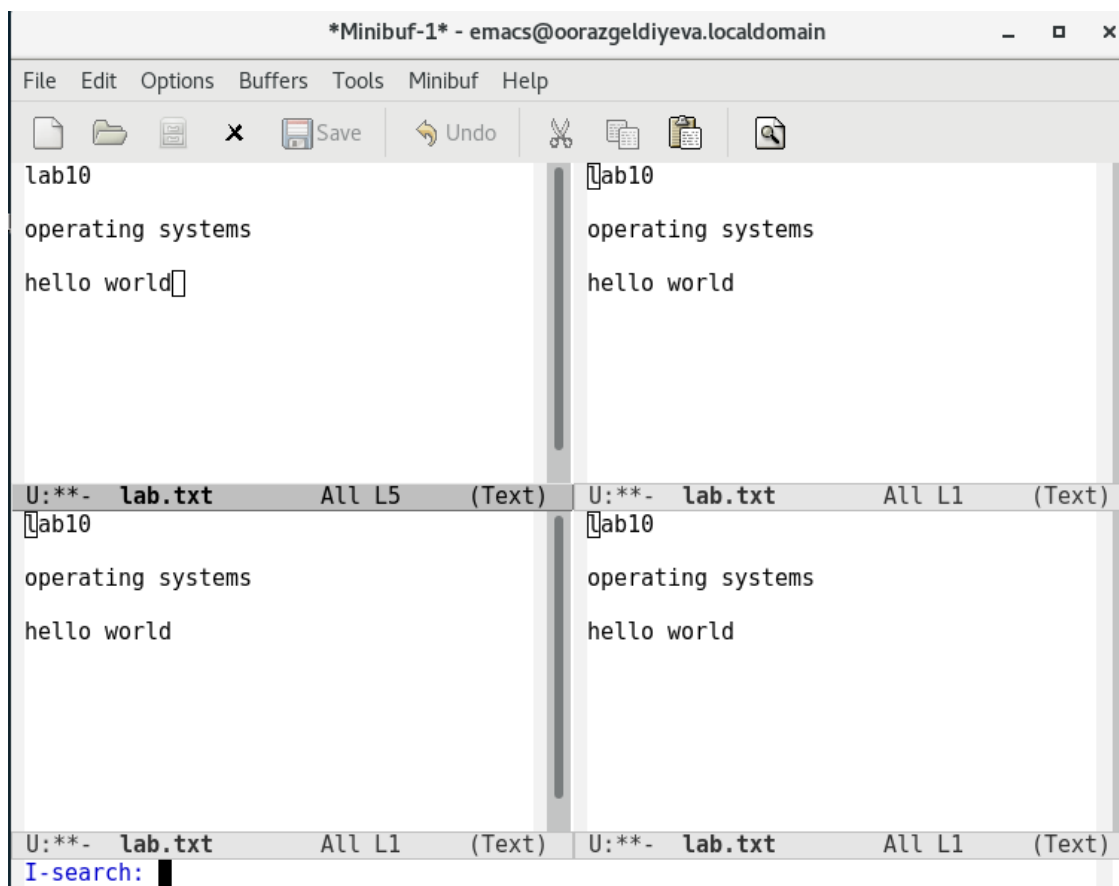 *Minibuf-1* - emacs@oorazgeldiyeva.localdomain
File Edit Options Buffers Tools Minibuf Help
Save Undo
lab10
operating systems
hello world
U:**- lab.txt All L5 (Text)
lab10
operating systems
hello world
U:**- lab.txt All L1 (Text)
lab10
operating systems
hello world
U:**- lab.txt All L1 (Text)
lab10
operating systems
hello world
U:**- lab.txt All L1 (Text)
I-search: